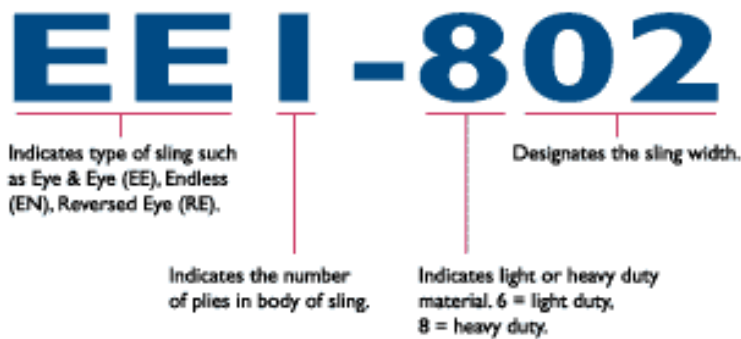 EE1-802
Indicates type of sling such
as Eye & Eye (EE), Endless
(EN), Reversed Eye (RE).
Designates the sling width.
Indicates the number
of plies in body of sling.
Indicates light or heavy duty
material. 6 = light duty,
8 = heavy duty.